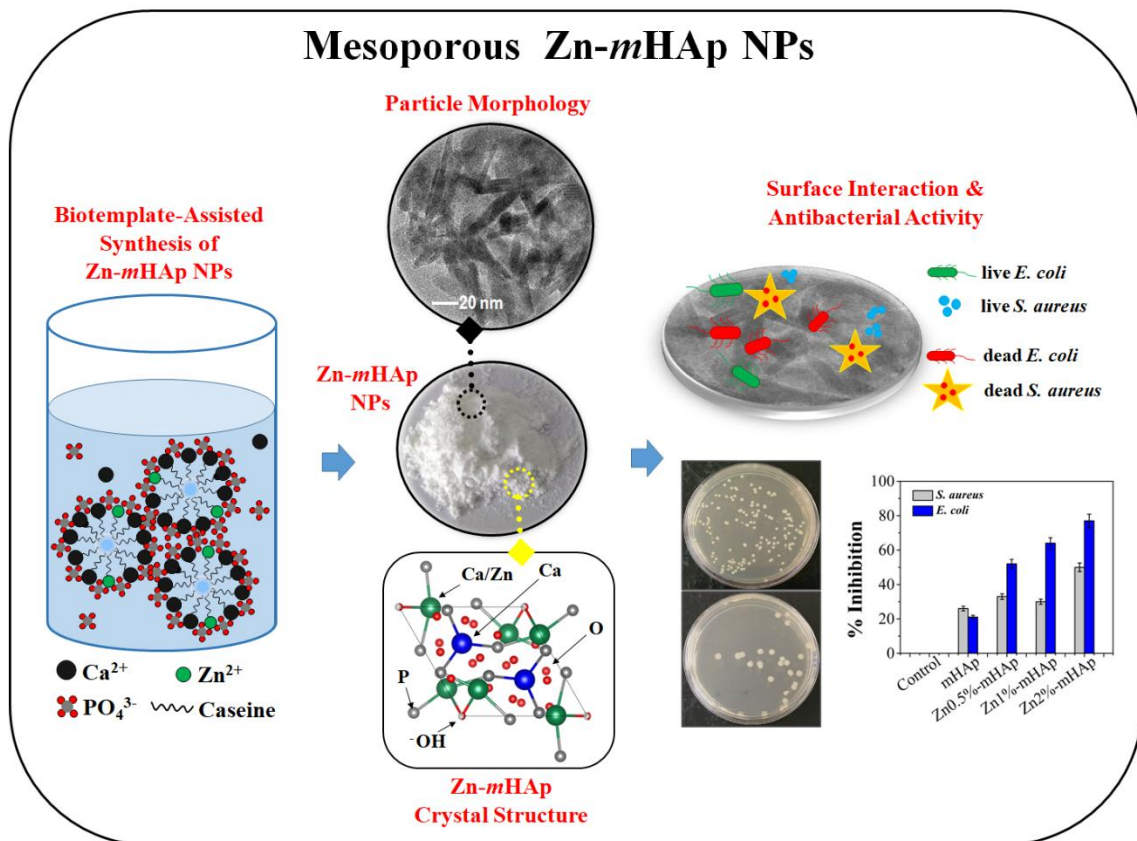 Mesoporous Zn-mHAp NPs
Biotemplate-Assisted
Synthesis of
Zn-mHAp NPs
Ca²⁺
Zn²⁺
PO₄³⁻
Caseine
Particle Morphology
20 nm
Zn-mHAp
NPs
Ca/Zn
Ca
O
P
⁻OH
Zn-mHAp
Crystal Structure
Surface Interaction &
Antibacterial Activity
live E. coli
live S. aureus
dead E. coli
dead S. aureus
% Inihibition
100
80
60
40
20
0
S. aureus
E. coli
Control
mHAp
Zn0.5%-mHAp
Zn1%-mHAp
Zn2%-mHAp